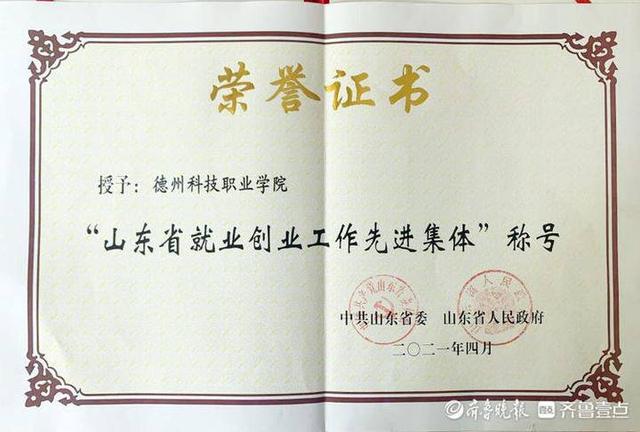 荣誉证书
授予：德州科技职业学院
“山东省就业创业工作先进集体”称号
中共山东省委 山东省人民政府
二〇二一年四月
齐鲁晚报 齐鲁壹点